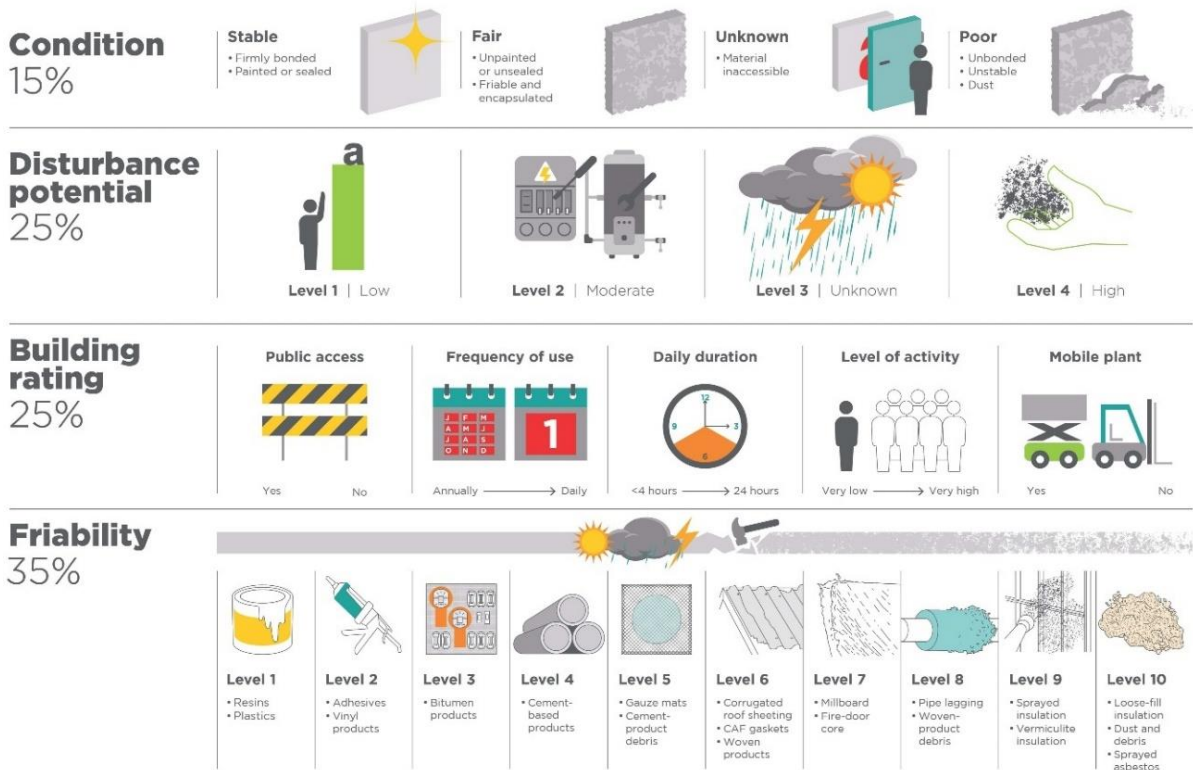 Condition
15%
Stable
• Firmly bonded
• Painted or sealed
Fair
• Unpainted
or unsealed
• Friable and
encapsulated
Unknown
• Material
inaccessible
Poor
• Unbonded
• Unstable
• Dust
Disturbance
potential
25%
a
Level 1 | Low
Level 2 | Moderate
Level 3 | Unknown
Level 4 | High
Building
rating
25%
Public access
Yes No
Frequency of use
J F M
A M J
J A S
O N D
1
Annually Daily
Daily duration
12
9 3
6
<4 hours 24 hours
Level of activity
Very low Very high
Mobile plant
Yes No
Friability
35%
Level 1
• Resins
• Plastics
Level 2
• Adhesives
• Vinyl
products
Level 3
• Bitumen
products
Level 4
• Cement-
based
products
Level 5
• Gauze mats
• Cement-
product
debris
Level 6
• Corrugated
roof sheeting
• CAF gaskets
• Woven
products
Level 7
• Millboard
• Fire-door
core
Level 8
• Pipe lagging
• Woven-
product
debris
Level 9
• Sprayed
insulation
• Vermiculite
insulation
Level 10
• Loose-fill
insulation
• Dust and
debris
• Sprayed
asbestos